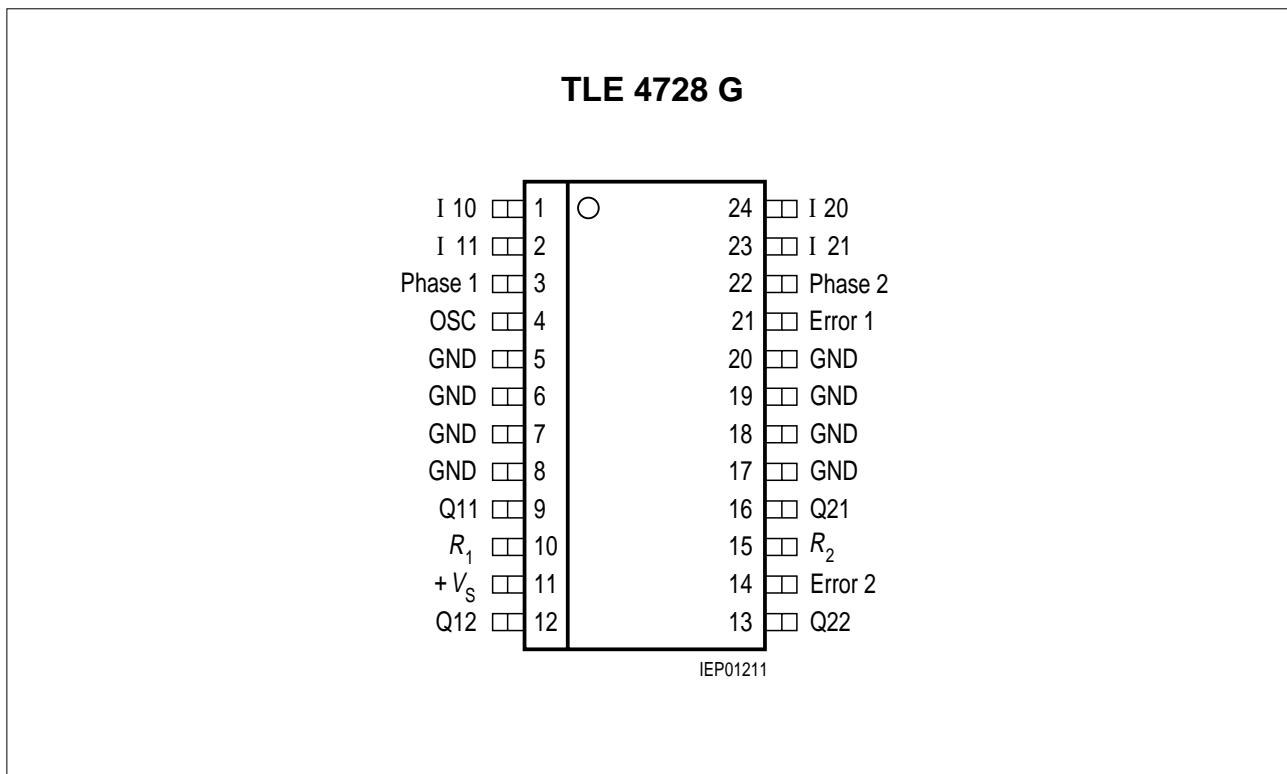 TLE 4728 G
I 10 1 24 I 20
I 11 2 23 I 21
Phase 1 3 22 Phase 2
OSC 4 21 Error 1
GND 5 20 GND
GND 6 19 GND
GND 7 18 GND
GND 8 17 GND
Q11 9 16 Q21
R1 10 15 R2
+ VS 11 14 Error 2
Q12 12 13 Q22
IEP01211